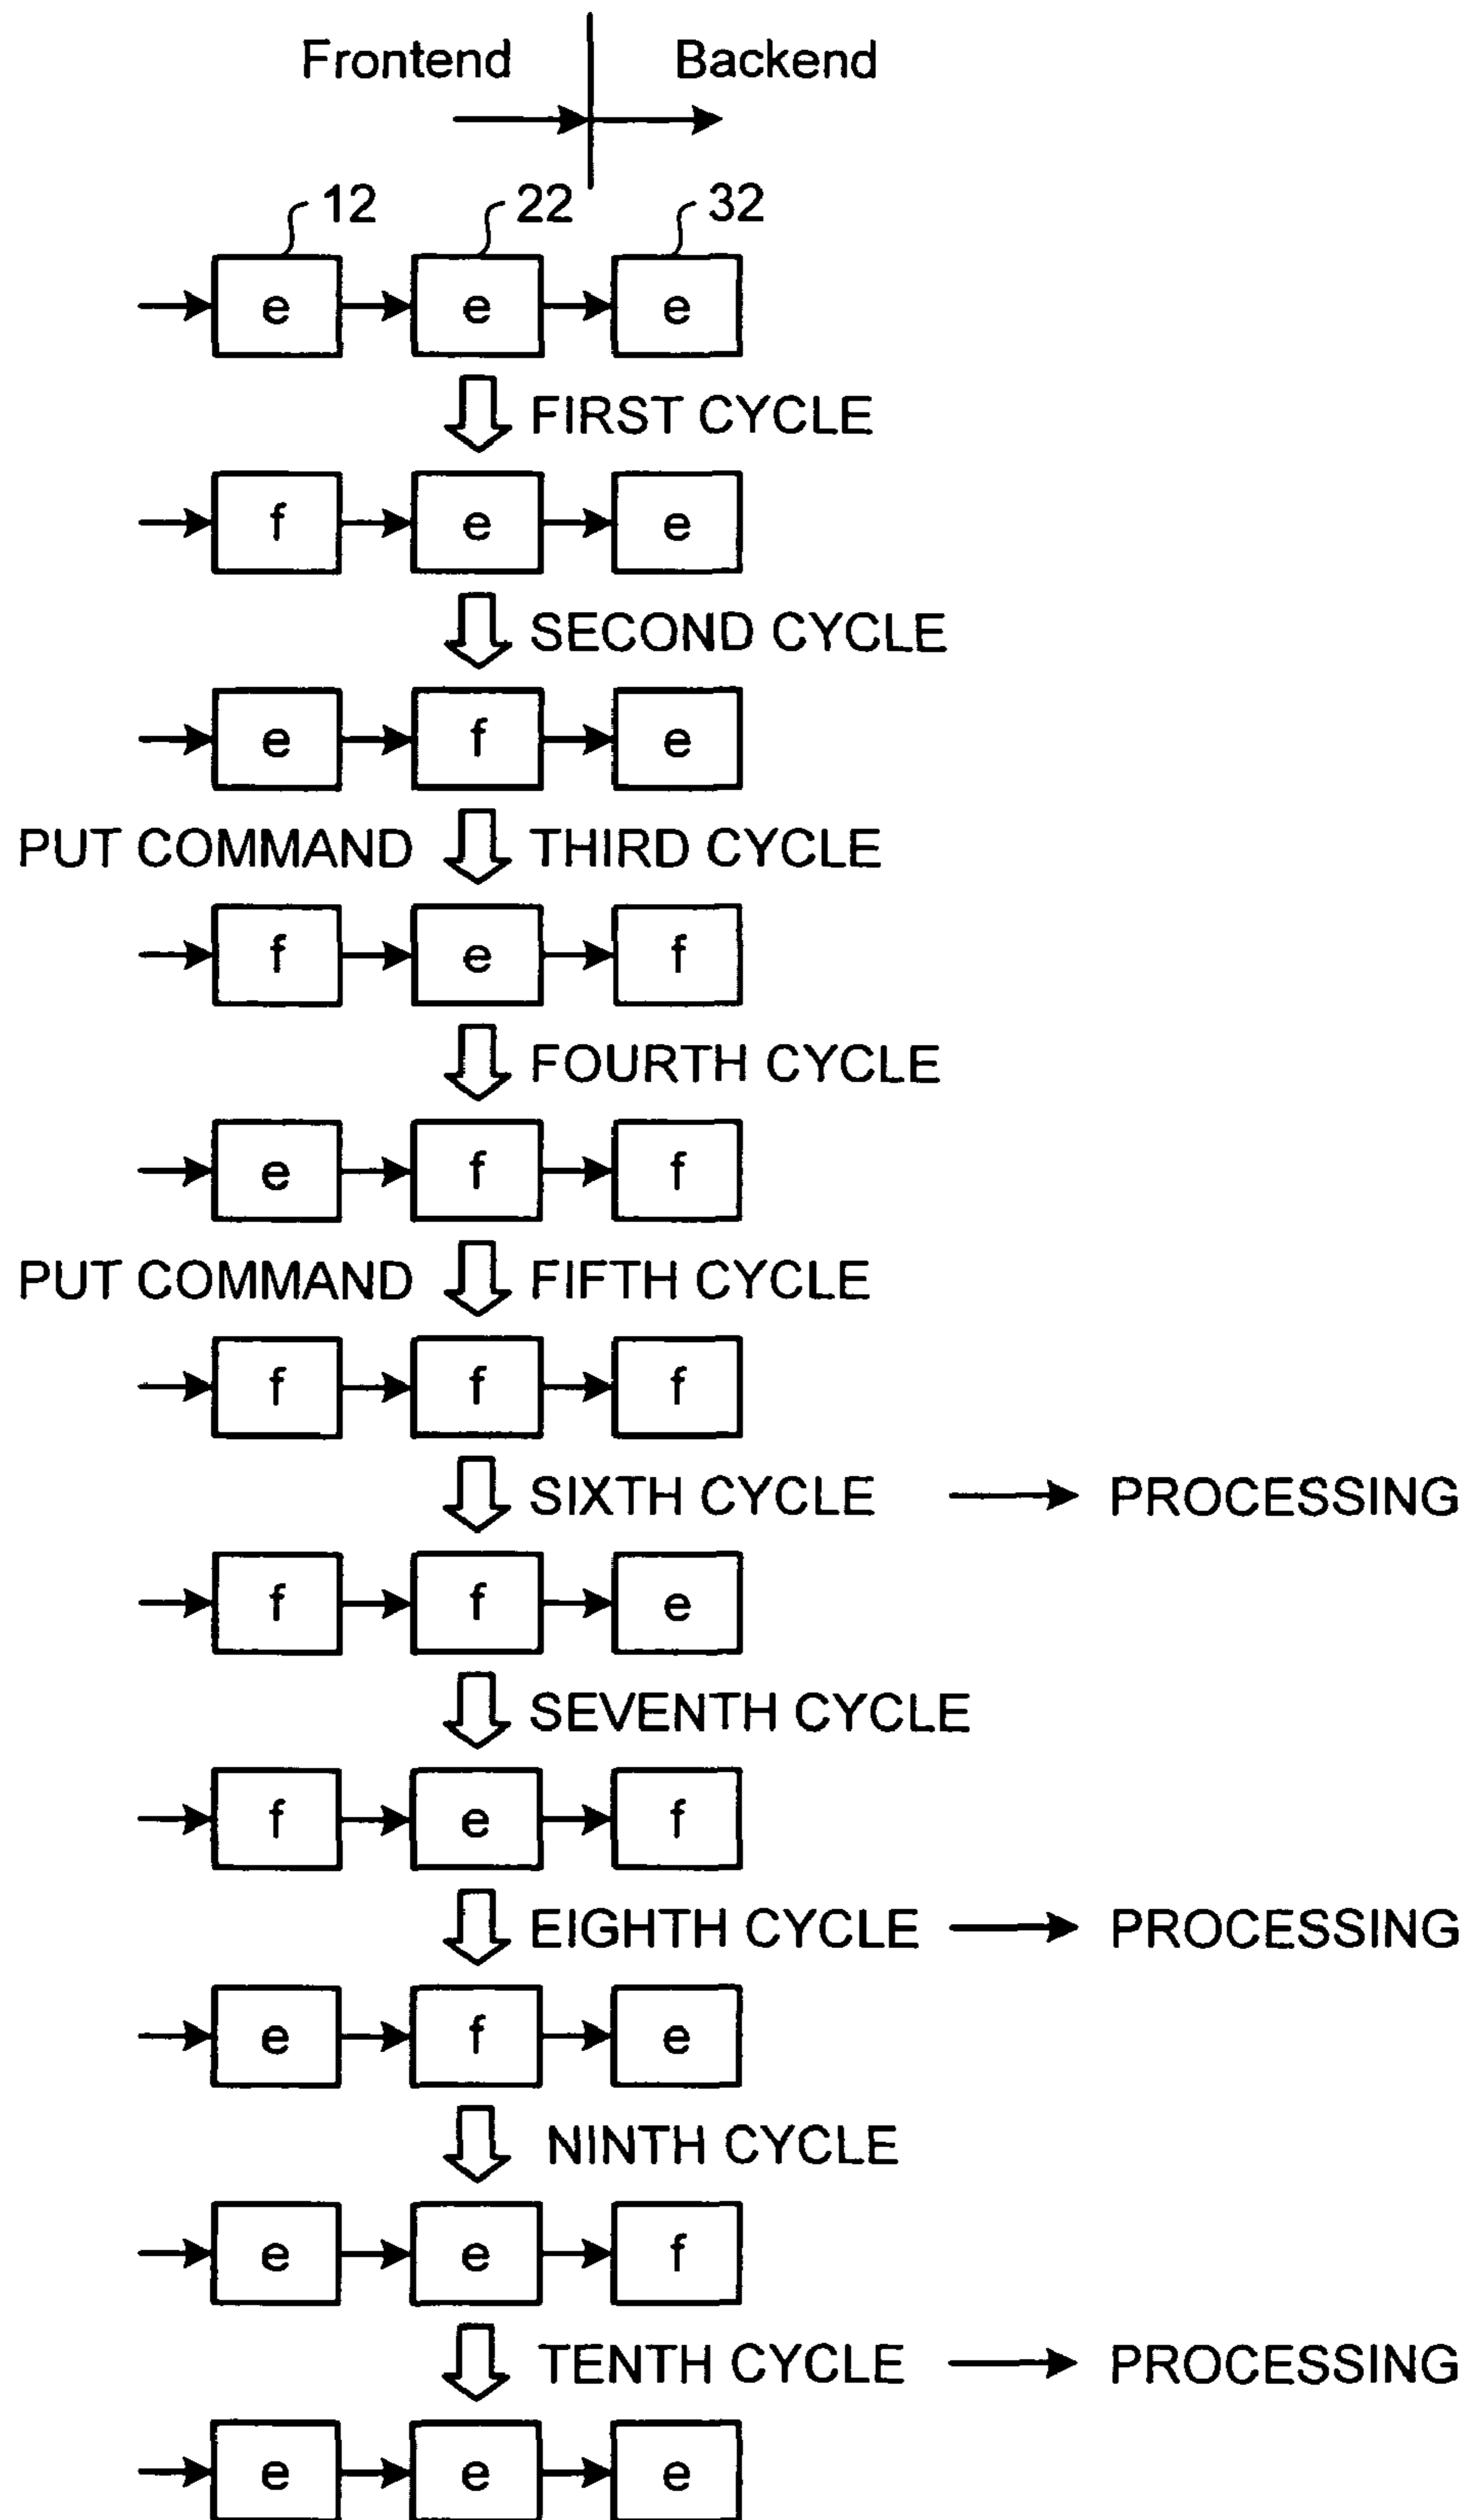 Frontend Backend
12 22 32
e e e
FIRST CYCLE
f e e
SECOND CYCLE
e f e
PUT COMMAND THIRD CYCLE
f e f
FOURTH CYCLE
e f f
PUT COMMAND FIFTH CYCLE
f f f
SIXTH CYCLE PROCESSING
f f e
SEVENTH CYCLE
f e f
EIGHTH CYCLE PROCESSING
e f e
NINTH CYCLE
e e f
TENTH CYCLE PROCESSING
e e e